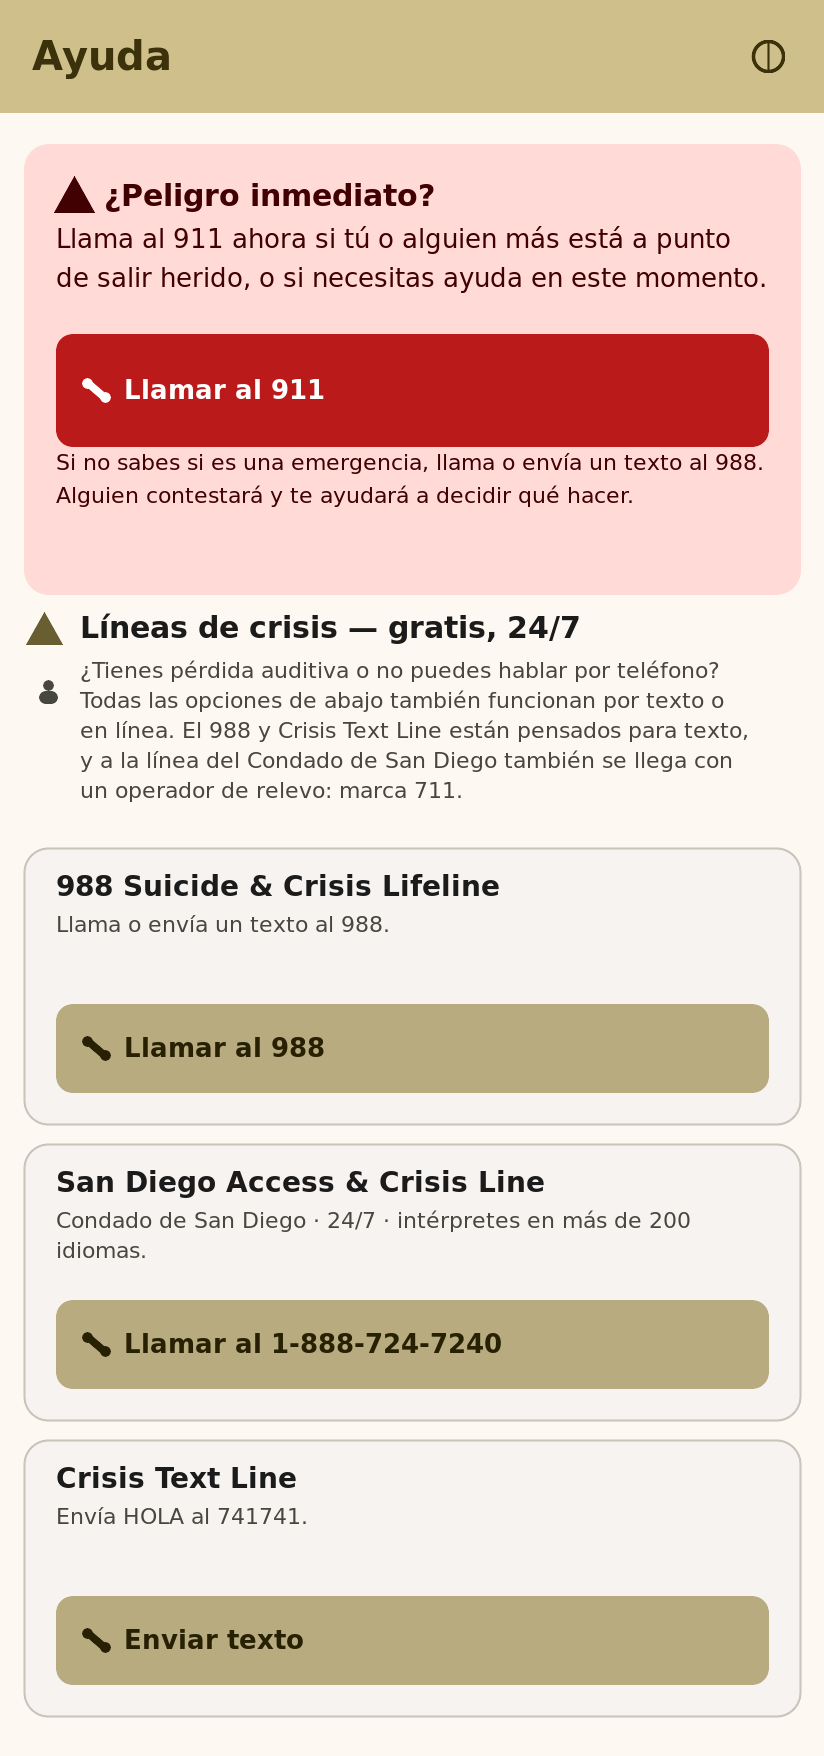 Ayuda
¿Peligro inmediato?
Llama al 911 ahora si tú o alguien más está a punto
de salir herido, o si necesitas ayuda en este momento.
Llamar al 911
Si no sabes si es una emergencia, llama o envía un texto al 988.
Alguien contestará y te ayudará a decidir qué hacer.
Líneas de crisis — gratis, 24/7
¿Tienes pérdida auditiva o no puedes hablar por teléfono?
Todas las opciones de abajo también funcionan por texto o
en línea. El 988 y Crisis Text Line están pensados para texto,
y a la línea del Condado de San Diego también se llega con
un operador de relevo: marca 711.
988 Suicide & Crisis Lifeline
Llama o envía un texto al 988.
Llamar al 988
San Diego Access & Crisis Line
Condado de San Diego · 24/7 · intérpretes en más de 200
idiomas.
Llamar al 1-888-724-7240
Crisis Text Line
Envía HOLA al 741741.
Enviar texto